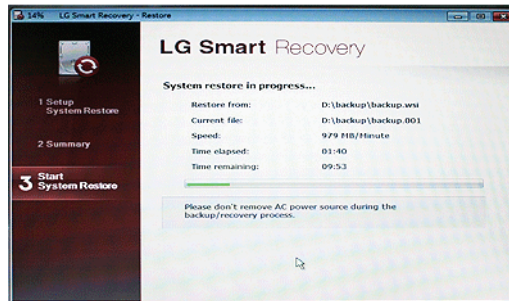 14% LG Smart Recovery - Restore
LG Smart Recovery
System restore in progress...
1 Setup
System Restore
2 Summary
3 Start
System Restore
Restore from: D:\backup\backup.wsi
Current file: D:\backup\backup.001
Speed: 979 MB/Minute
Time elapsed: 01:40
Time remaining: 09:53
Please don't remove AC power source during the
backup/recovery process.